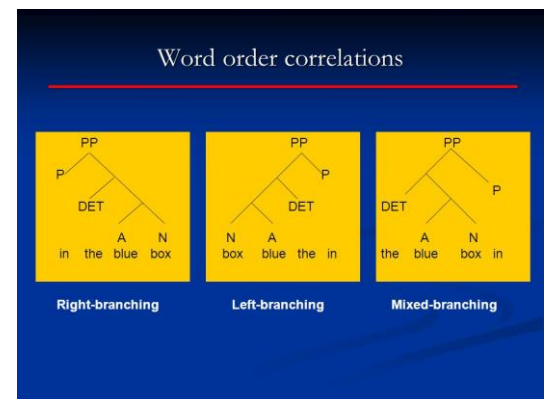 Word order correlations
PP
P
DET
A N
in the blue box
Right-branching
PP
P
DET
N A
box blue the in
Left-branching
PP
P
DET
A N
the blue box in
Mixed-branching